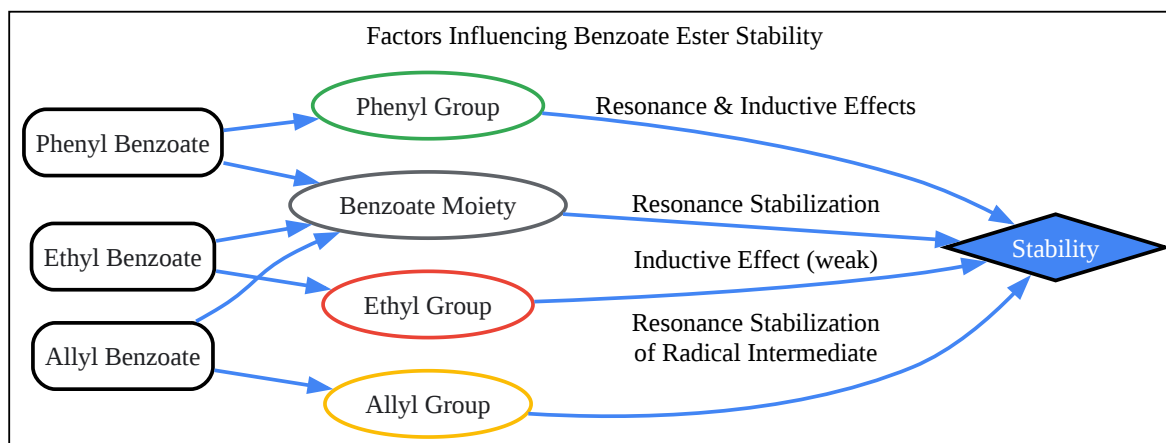 Factors Influencing Benzoate Ester Stability
Phenyl Group
Resonance & Inductive Effects
Phenyl Benzoate
Benzoate Moiety
Resonance Stabilization
Ethyl Benzoate
Stability
Inductive Effect (weak)
Ethyl Group
Resonance Stabilization
of Radical Intermediate
Allyl Benzoate
Allyl Group